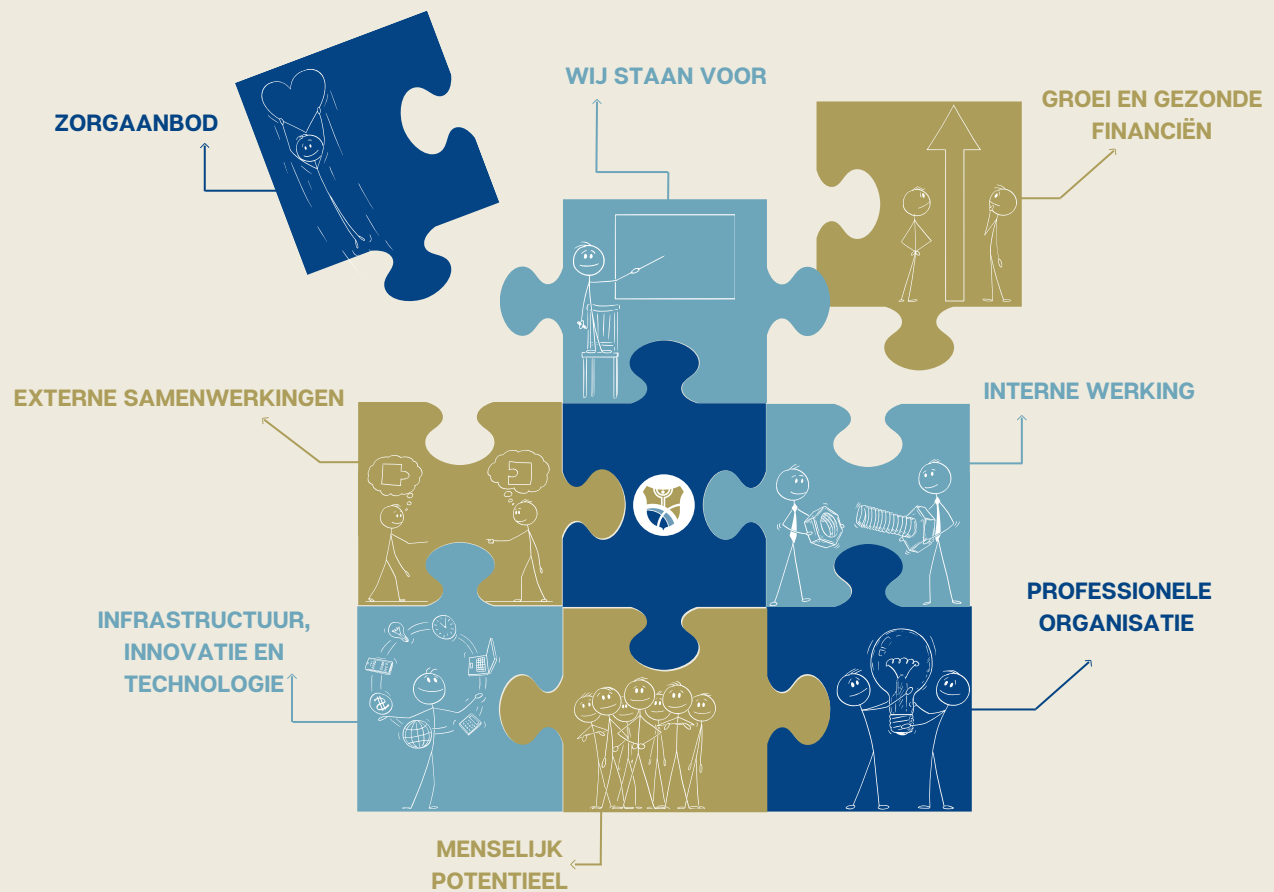 WIJ STAAN VOOR
ZORGAANBOD
GROEI EN GEZONDE
FINANCIËN
EXTERNE SAMENWERKINGEN
INTERNE WERKING
INFRASTRUCTUUR,
INNOVATIE EN
TECHNOLOGIE
PROFESSIONELE
ORGANISATIE
MENSELIJK
POTENTIEEL